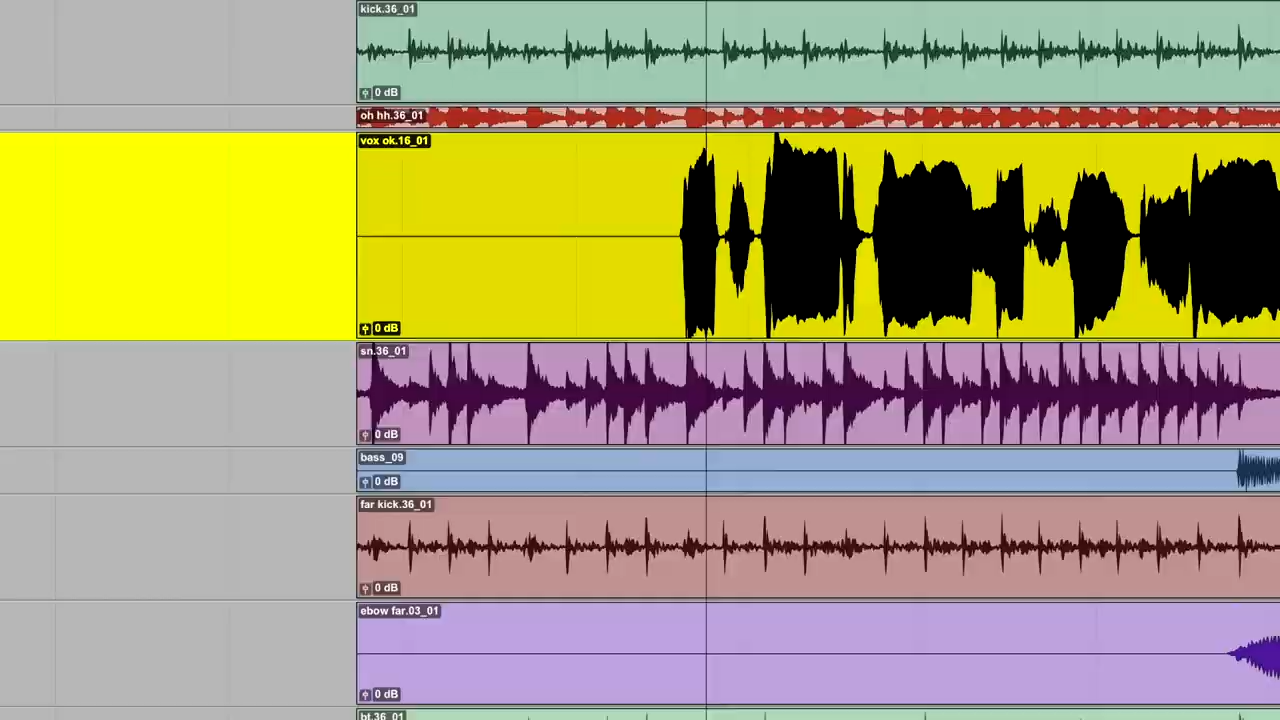 kick.36_01
0 dB
oh hh.36_01
vox ok.16_01
0 dB
sn.36_01
0 dB
bass_09
0 dB
far kick.36_01
0 dB
ebow far.03_01
0 dB
bt.36_01